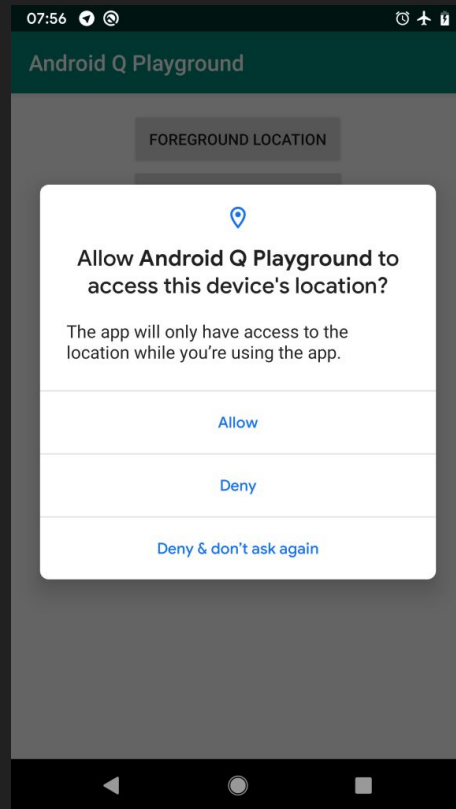 07:56
Android Q Playground
FOREGROUND LOCATION
Allow Android Q Playground to
access this device's location?
The app will only have access to the
location while you're using the app.
Allow
Deny
Deny & don't ask again